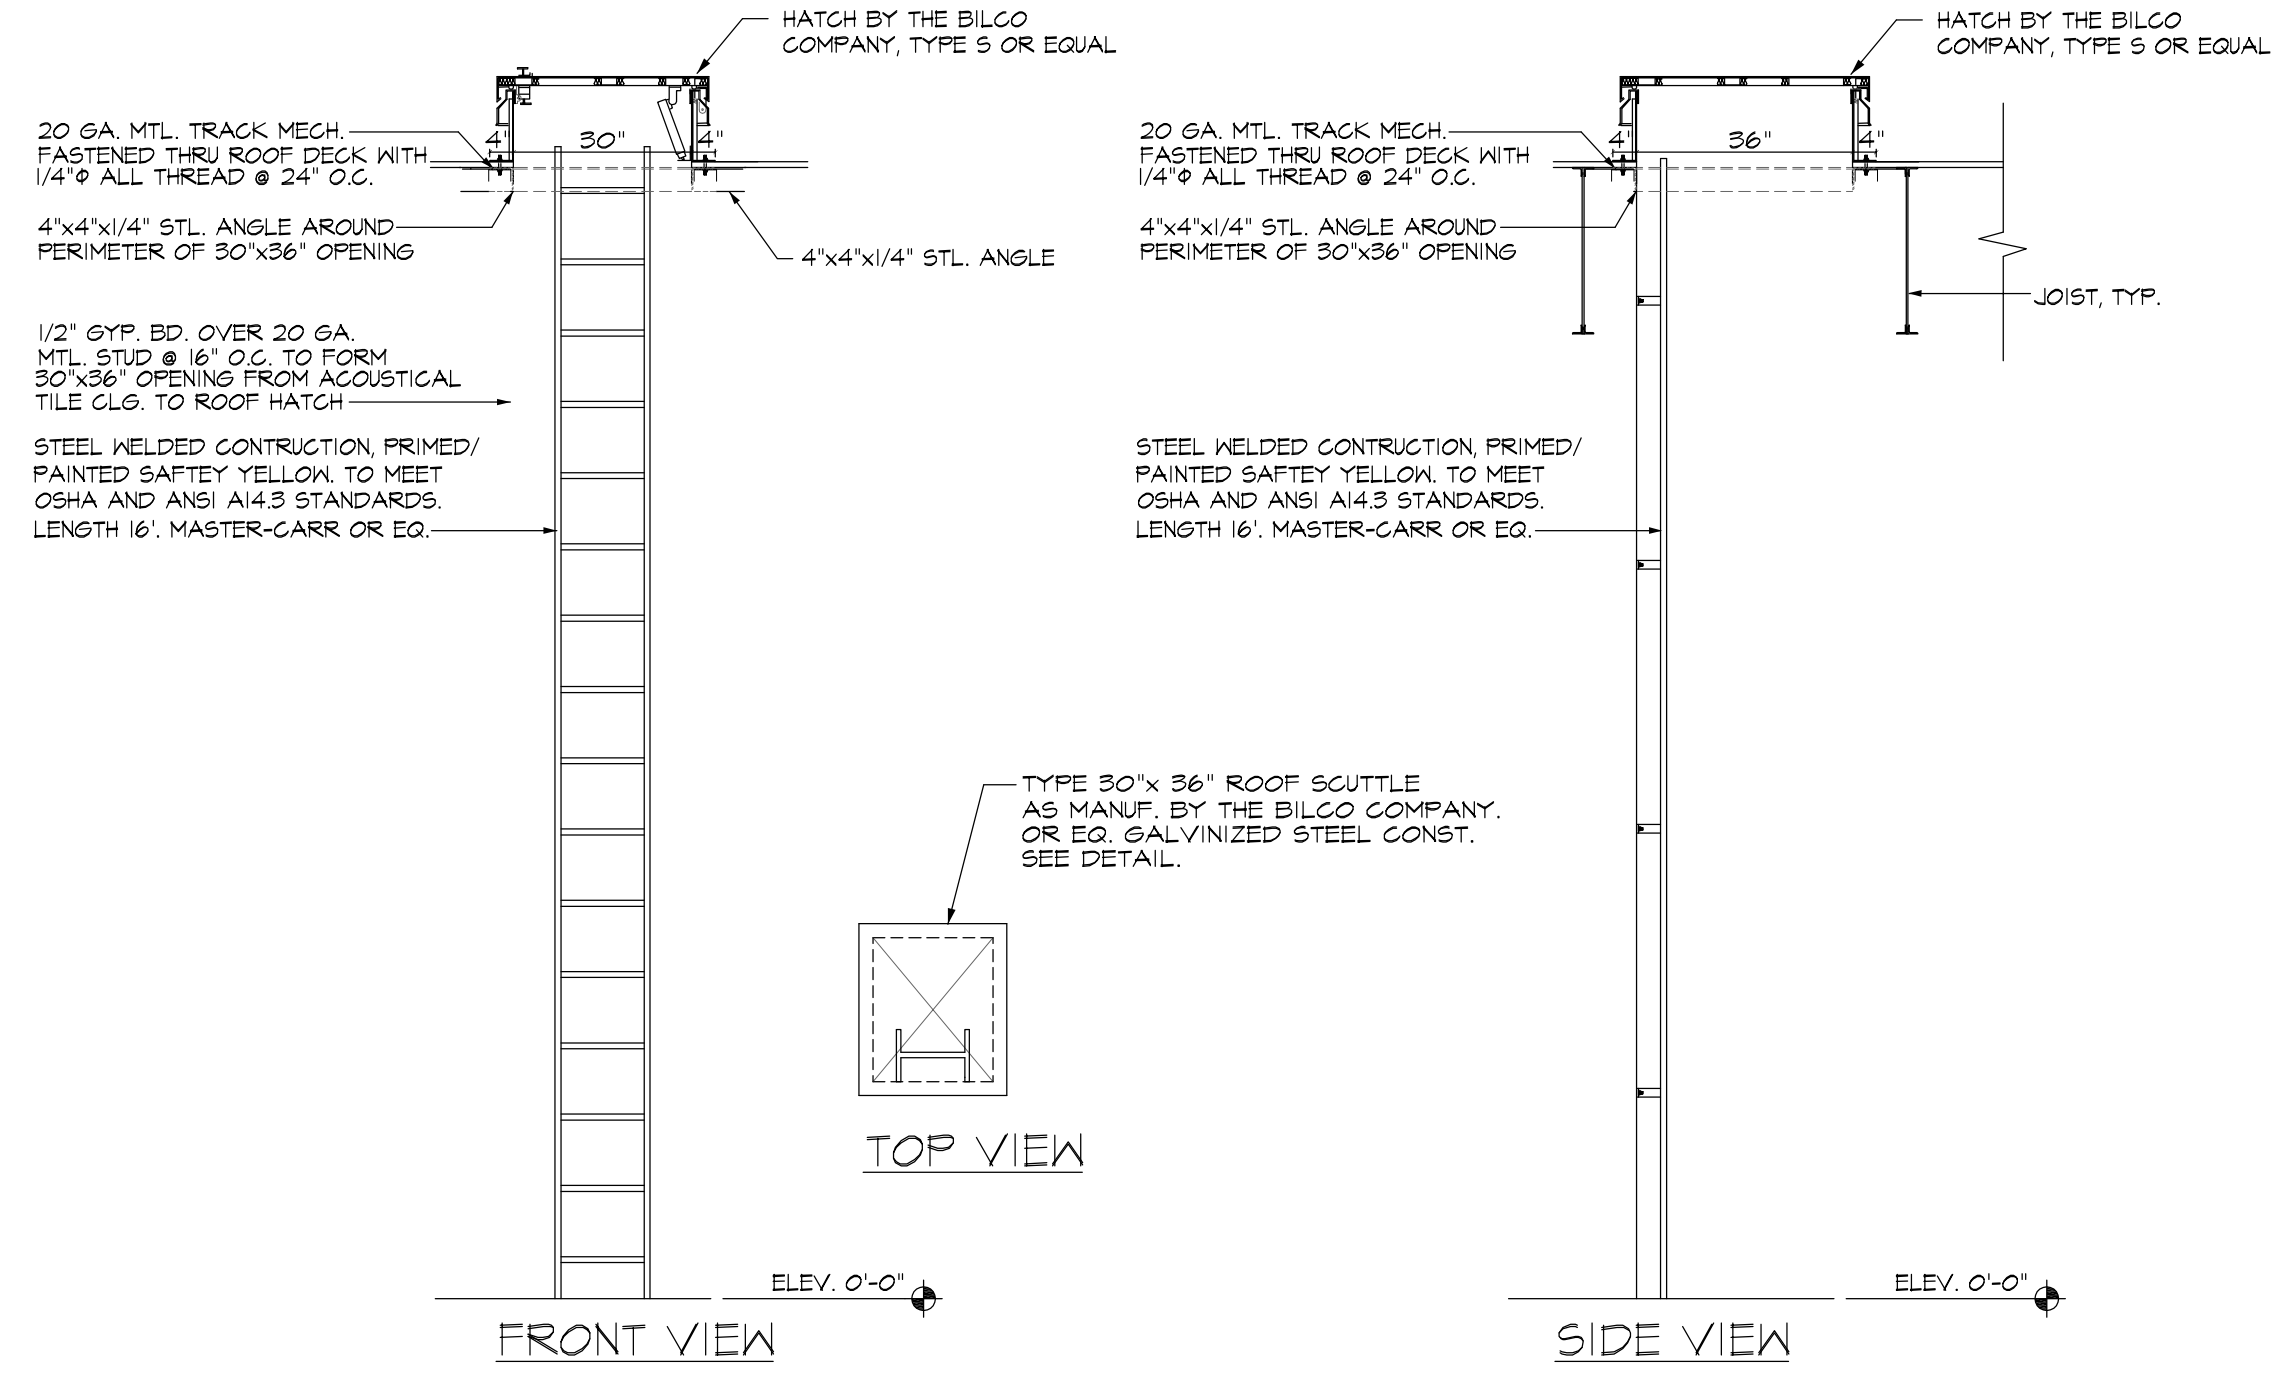 HATCH BY THE BILCO
COMPANY, TYPE S OR EQUAL
20 GA. MTL. TRACK MECH.
FASTENED THRU ROOF DECK WITH
1/4"Φ ALL THREAD @ 24" O.C.
4"
30"
4"
4"x4"x1/4" STL. ANGLE AROUND
PERIMETER OF 30"x36" OPENING
4"x4"x1/4" STL. ANGLE
1/2" GYP. BD. OVER 20 GA.
MTL. STUD @ 16" O.C. TO FORM
30"x36" OPENING FROM ACOUSTICAL
TILE CLG. TO ROOF HATCH
STEEL WELDED CONTRUCTION, PRIMED/
PAINTED SAFTEY YELLOW. TO MEET
OSHA AND ANSI A14.3 STANDARDS.
LENGTH 16'. MASTER-CARR OR EQ.
ELEV. 0'-0"
FRONT VIEW
TYPE 30"x 36" ROOF SCUTTLE
AS MANUF. BY THE BILCO COMPANY.
OR EQ. GALVINIZED STEEL CONST.
SEE DETAIL.
TOP VIEW
HATCH BY THE BILCO
COMPANY, TYPE S OR EQUAL
20 GA. MTL. TRACK MECH.
FASTENED THRU ROOF DECK WITH
1/4"Φ ALL THREAD @ 24" O.C.
4"
36"
4"
4"x4"x1/4" STL. ANGLE AROUND
PERIMETER OF 30"x36" OPENING
JOIST, TYP.
STEEL WELDED CONTRUCTION, PRIMED/
PAINTED SAFTEY YELLOW. TO MEET
OSHA AND ANSI A14.3 STANDARDS.
LENGTH 16'. MASTER-CARR OR EQ.
ELEV. 0'-0"
SIDE VIEW